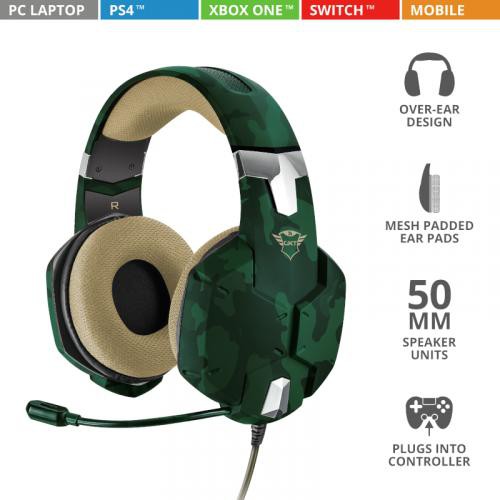 PC LAPTOP PS4™ XBOX ONE™ SWITCH™ MOBILE
R
GXT
OVER-EAR
DESIGN
MESH PADDED
EAR PADS
50
MM
SPEAKER
UNITS
PLUGS INTO
CONTROLLER